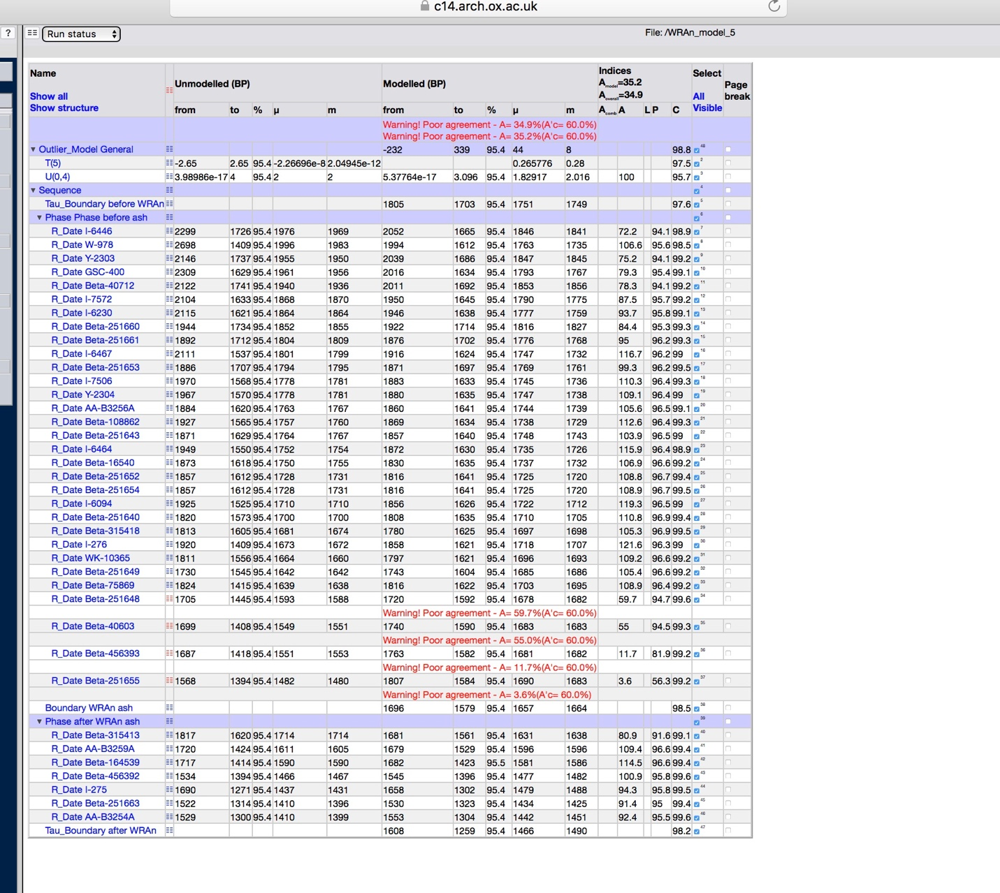 c14.arch.ox.ac.uk
? Run status File: /WRAn_model_5
Name Unmodelled (BP) Modelled (BP) Indices Select Page break
Show all Amodel=35.2 All
Show structure Aoverall=34.9 Visible
from to % µ m from to % µ m Acomb A L P C
Warning! Poor agreement - A= 34.9%(A'c= 60.0%)
Warning! Poor agreement - A= 35.2%(A'c= 60.0%)
▼ Outlier_Model General -232 339 95.4 44 8 98.8 48
T(5) -2.65 2.65 95.4 -2.26696e-8 2.04945e-12 0.265776 0.28 97.5 2
U(0,4) 3.98986e-17 4 95.4 2 2 5.37764e-17 3.096 95.4 1.82917 2.016 100 95.7 3
▼ Sequence 4
Tau_Boundary before WRAn 1805 1703 95.4 1751 1749 97.6 5
▼ Phase Phase before ash 6
R_Date I-6446 2299 1726 95.4 1976 1969 2052 1665 95.4 1846 1841 72.2 94.1 98.9 7
R_Date W-978 2698 1409 95.4 1996 1983 1994 1612 95.4 1763 1735 106.6 95.6 98.5 8
R_Date Y-2303 2146 1737 95.4 1955 1950 2039 1686 95.4 1847 1845 75.2 94.1 99.2 9
R_Date GSC-400 2309 1629 95.4 1961 1956 2016 1634 95.4 1793 1767 79.3 95.4 99.1 10
R_Date Beta-40712 2122 1741 95.4 1940 1936 2011 1692 95.4 1853 1856 78.3 94.1 99.2 11
R_Date I-7572 2104 1633 95.4 1868 1870 1950 1645 95.4 1790 1775 87.5 95.7 99.2 12
R_Date I-6230 2115 1621 95.4 1864 1864 1946 1638 95.4 1777 1759 93.7 95.8 99.1 13
R_Date Beta-251660 1944 1734 95.4 1852 1855 1922 1714 95.4 1816 1827 84.4 95.3 99.3 14
R_Date Beta-251661 1892 1712 95.4 1804 1809 1876 1702 95.4 1776 1768 95 96.2 99.3 15
R_Date I-6467 2111 1537 95.4 1801 1799 1916 1624 95.4 1747 1732 116.7 96.2 99 16
R_Date Beta-251653 1886 1707 95.4 1794 1795 1871 1697 95.4 1769 1761 99.3 96.2 99.5 17
R_Date I-7506 1970 1568 95.4 1778 1781 1883 1633 95.4 1745 1736 110.3 96.4 99.3 18
R_Date Y-2304 1967 1570 95.4 1778 1781 1880 1635 95.4 1747 1738 109.1 96.4 99 19
R_Date AA-B3256A 1884 1620 95.4 1763 1767 1860 1641 95.4 1744 1739 105.6 96.5 99.1 20
R_Date Beta-108862 1927 1565 95.4 1757 1760 1869 1634 95.4 1738 1729 112.6 96.4 99.3 21
R_Date Beta-251643 1871 1629 95.4 1764 1767 1857 1640 95.4 1748 1743 103.9 96.5 99 22
R_Date I-6464 1949 1550 95.4 1752 1754 1872 1630 95.4 1735 1726 115.9 96.4 98.9 23
R_Date Beta-16540 1873 1618 95.4 1750 1755 1830 1635 95.4 1737 1732 106.9 96.6 99.2 24
R_Date Beta-251652 1857 1612 95.4 1728 1731 1816 1641 95.4 1725 1720 108.8 96.7 99.4 25
R_Date Beta-251654 1857 1612 95.4 1728 1731 1816 1641 95.4 1725 1720 108.9 96.7 99.5 26
R_Date I-6094 1925 1525 95.4 1710 1710 1856 1626 95.4 1722 1712 119.3 96.5 99 27
R_Date Beta-251640 1820 1573 95.4 1700 1700 1808 1635 95.4 1710 1705 110.8 96.9 99.4 28
R_Date Beta-315418 1813 1605 95.4 1681 1674 1780 1625 95.4 1697 1698 105.3 96.9 99.5 29
R_Date I-276 1920 1409 95.4 1673 1672 1858 1621 95.4 1718 1707 121.6 96.3 99 30
R_Date WK-10365 1811 1556 95.4 1664 1660 1797 1621 95.4 1696 1693 109.2 96.6 99.2 31
R_Date Beta-251649 1730 1545 95.4 1642 1642 1743 1604 95.4 1685 1686 105.4 96.6 99.2 32
R_Date Beta-75869 1824 1415 95.4 1639 1638 1816 1622 95.4 1703 1695 108.9 96.4 99.2 33
R_Date Beta-251648 1705 1445 95.4 1593 1588 1720 1592 95.4 1678 1682 59.7 94.7 99.6 34
Warning! Poor agreement - A= 59.7%(A'c= 60.0%)
R_Date Beta-40603 1699 1408 95.4 1549 1551 1740 1590 95.4 1683 1683 55 94.5 99.3 35
Warning! Poor agreement - A= 55.0%(A'c= 60.0%)
R_Date Beta-456393 1687 1418 95.4 1551 1553 1763 1582 95.4 1681 1682 11.7 81.9 99.2 36
Warning! Poor agreement - A= 11.7%(A'c= 60.0%)
R_Date Beta-251655 1568 1394 95.4 1482 1480 1807 1584 95.4 1690 1683 3.6 56.3 99.2 37
Warning! Poor agreement - A= 3.6%(A'c= 60.0%)
Boundary WRAn ash 1696 1579 95.4 1657 1664 98.5 38
▼ Phase after WRAn ash 39
R_Date Beta-315413 1817 1620 95.4 1714 1714 1681 1561 95.4 1631 1638 80.9 91.6 99.1 40
R_Date AA-B3259A 1720 1424 95.4 1611 1605 1679 1529 95.4 1596 1596 109.4 96.6 99.4 41
R_Date Beta-164539 1717 1414 95.4 1590 1590 1682 1423 95.5 1581 1586 114.5 96.6 99.4 42
R_Date Beta-456392 1534 1394 95.4 1466 1467 1545 1396 95.4 1477 1482 100.9 95.8 99.6 43
R_Date I-275 1690 1271 95.4 1437 1431 1658 1302 95.4 1479 1488 94.3 95.8 99.5 44
R_Date Beta-251663 1522 1314 95.4 1410 1396 1530 1323 95.4 1434 1425 91.4 95 99.4 45
R_Date AA-B3254A 1529 1300 95.4 1410 1399 1553 1304 95.4 1442 1451 92.4 95.5 99.6 46
Tau_Boundary after WRAn 1608 1259 95.4 1466 1490 98.2 47